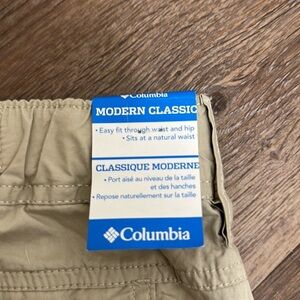 Columbia
MODERN CLASSIC
• Easy fit through waist and hip
• Sits at a natural waist
CLASSIQUE MODERNE
• Port aisé au niveau de la taille
et des hanches
• Repose naturellement sur la taille
Columbia